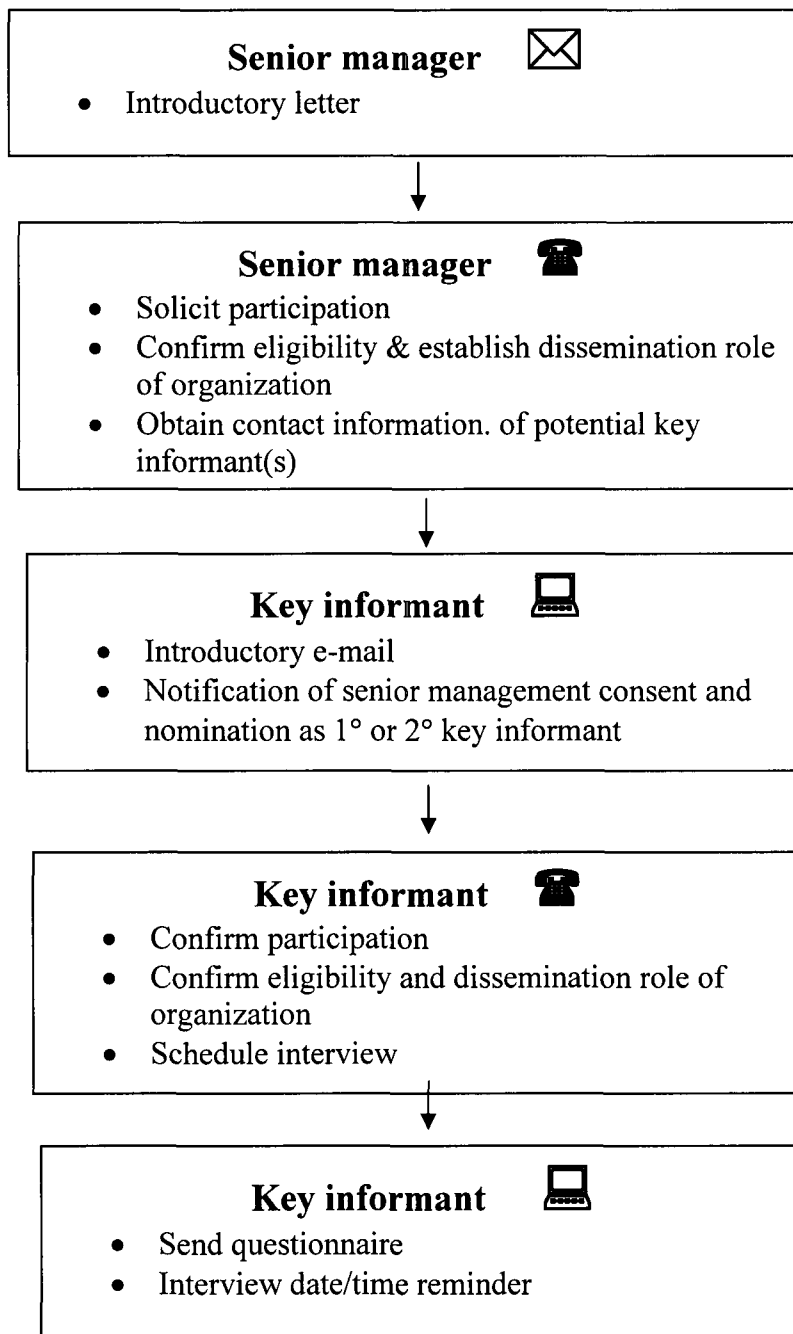 Senior manager
• Introductory letter
Senior manager
• Solicit participation
• Confirm eligibility & establish dissemination role
of organization
• Obtain contact information. of potential key
informant(s)
Key informant
• Introductory e-mail
• Notification of senior management consent and
nomination as 1° or 2° key informant
Key informant
• Confirm participation
• Confirm eligibility and dissemination role of
organization
• Schedule interview
Key informant
• Send questionnaire
• Interview date/time reminder